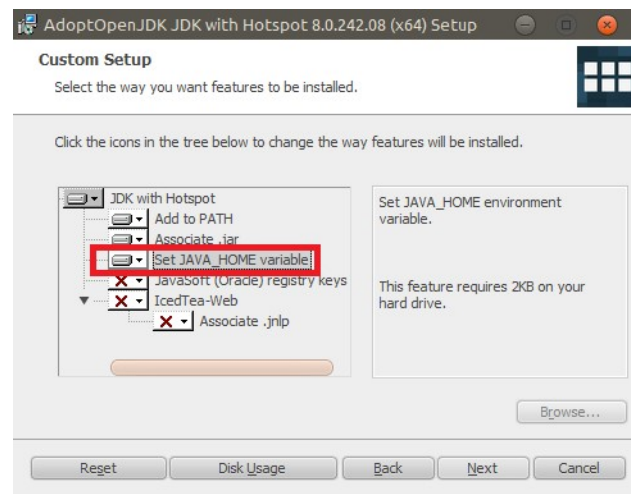 AdoptOpenJDK JDK with Hotspot 8.0.242.08 (x64) Setup
Custom Setup
Select the way you want features to be installed.
Click the icons in the tree below to change the way features will be installed.
JDK with Hotspot
Add to PATH
Associate .jar
Set JAVA_HOME variable
JavaSoft (Oracle) registry keys
IcedTea-Web
Associate .jnlp
Set JAVA_HOME environment
variable.
This feature requires 2KB on your
hard drive.
Browse...
Reset Disk Usage Back Next Cancel